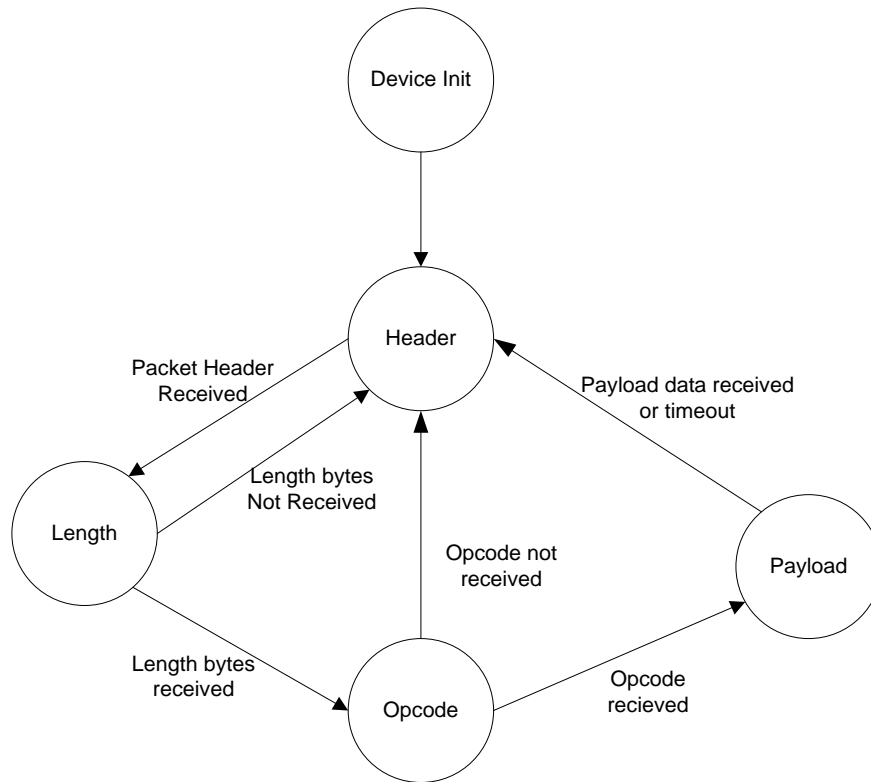 Device Init
Header
Packet Header
Received
Payload data received
or timeout
Length bytes
Not Received
Length
Opcode not
received
Payload
Length bytes
received
Opcode
Opcode
recieved